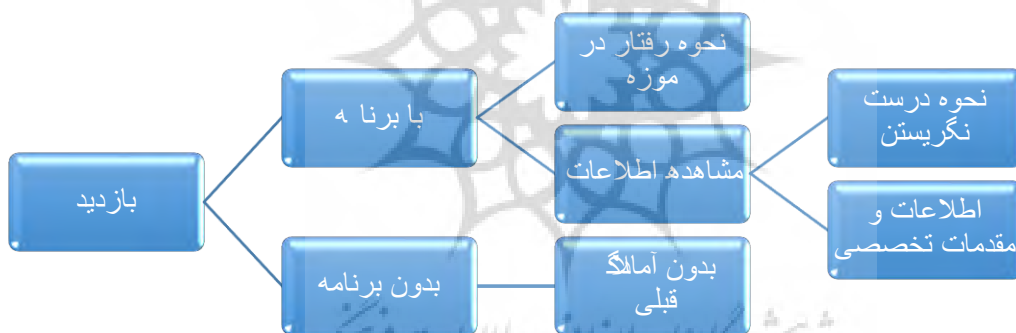 بازدید
با برنا ه
بدون برنامه
نحوه رفتار در
موزه
مشاهده اطلاعات
بدون آمادگ
قبلی
نحوه درست
نگریستن
اطلاعات و
مقدمات تخصصی